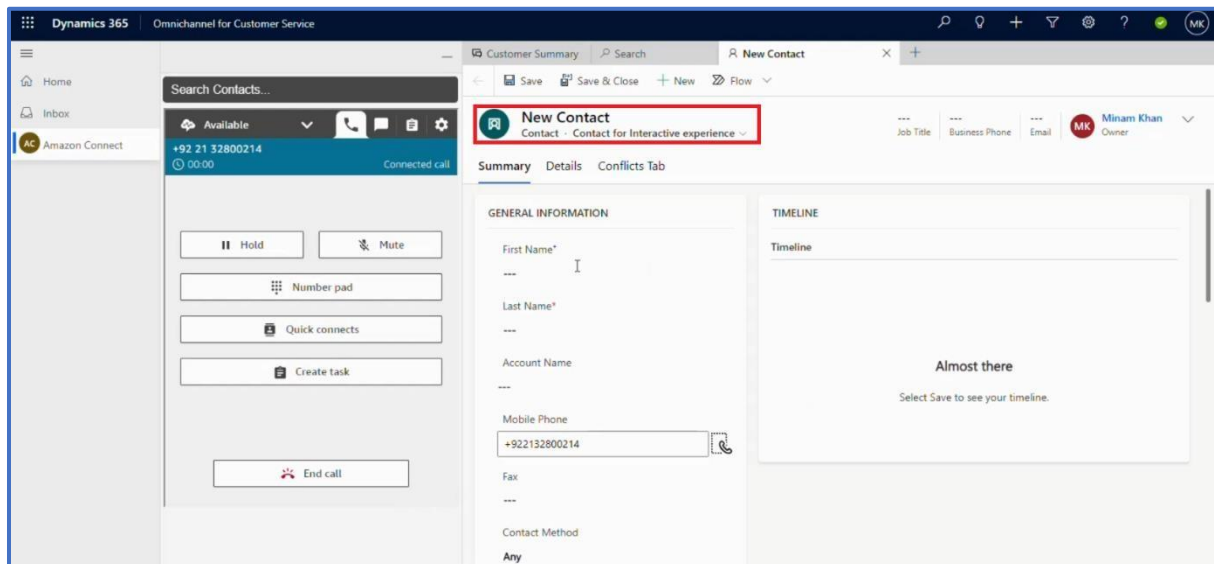 Dynamics 365 Omnichannel for Customer Service MK
Home
Inbox
AC Amazon Connect
Search Contacts...
Available
+92 21 32800214
00:00 Connected call
Hold Mute
Number pad
Quick connects
Create task
End call
Customer Summary Search New Contact
Save Save & Close New Flow
New Contact
Contact · Contact for Interactive experience
--- Job Title
--- Business Phone
--- Email
MK Minam Khan
Owner
Summary Details Conflicts Tab
GENERAL INFORMATION
First Name*
---
Last Name*
---
Account Name
---
Mobile Phone
+922132800214
Fax
---
Contact Method
Any
TIMELINE
Timeline
Almost there
Select Save to see your timeline.